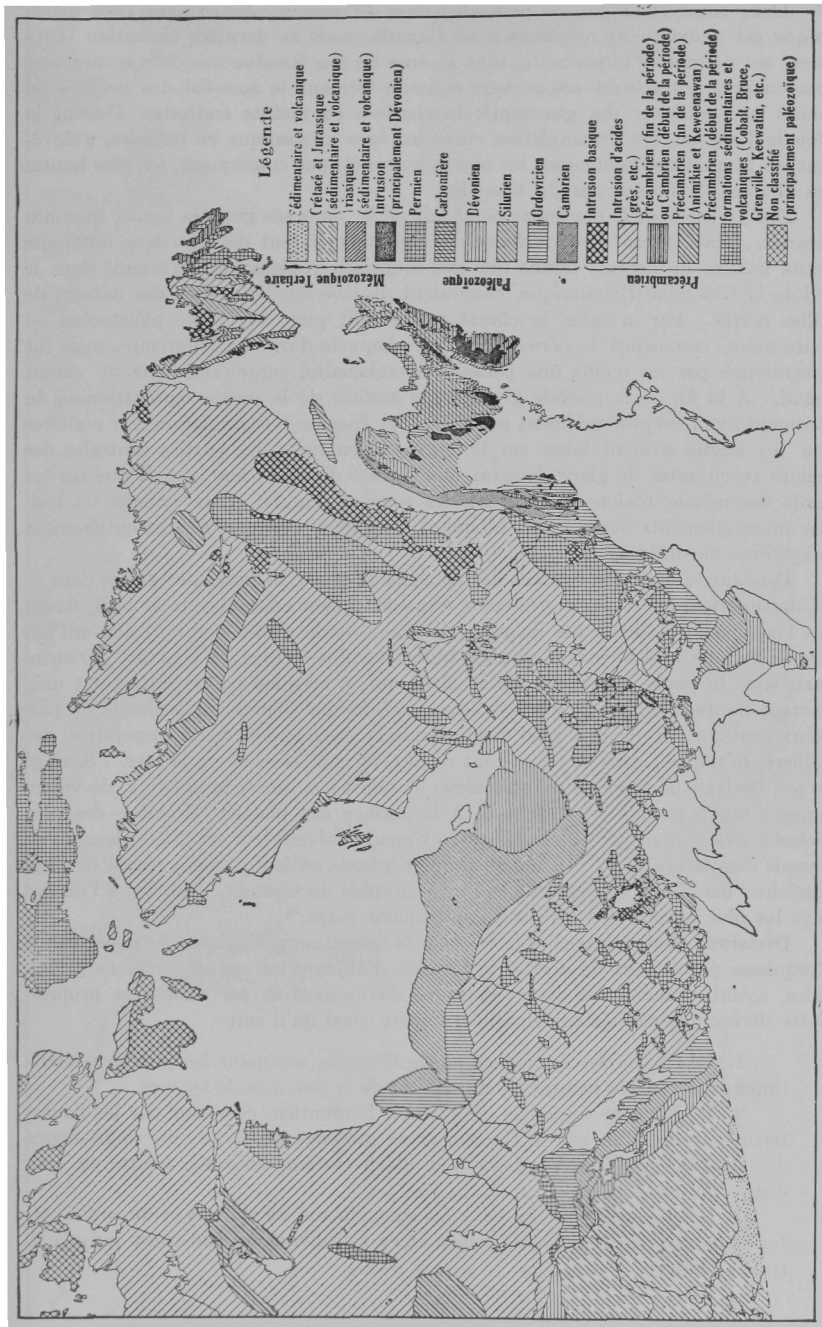 Légende
Tertiaire
Sédimentaire et volcanique
Mézozoïque
Crétacé et Jurassique
(sédimentaire et volcanique)
Triasique
(sédimentaire et volcanique)
Intrusion
(principalement Dévonien)
Paléozoïque
Permien
Carbonifère
Dévonien
Silurien
Ordovicien
Cambrien
Précambrien
Intrusion basique
Intrusion d'acides
(grès, etc.)
Précambrien (fin de la période)
ou Cambrien (début de la période)
Précambrien (fin de la période)
(Animikie et Keweenawan)
Précambrien (début de la période)
formations sédimentaires et
volcaniques (Cobalt, Bruce,
Grenville, Keewatin, etc.)
Non classifié
(principalement paléozoïque)